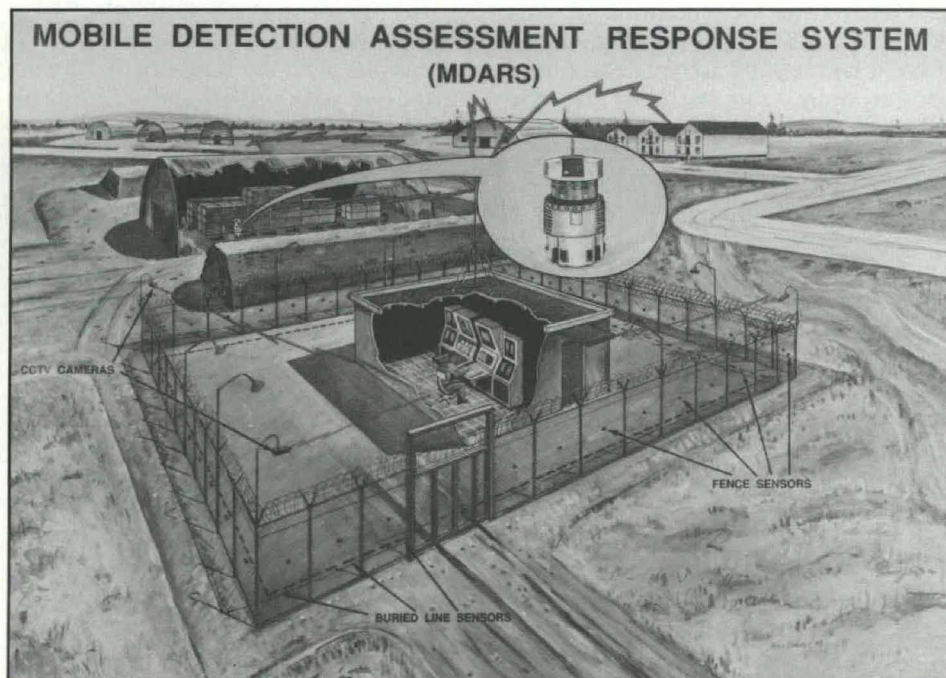 MOBILE DETECTION ASSESSMENT RESPONSE SYSTEM
(MDARS)
CCTV CAMERAS
FENCE SENSORS
BURIED LINE SENSORS